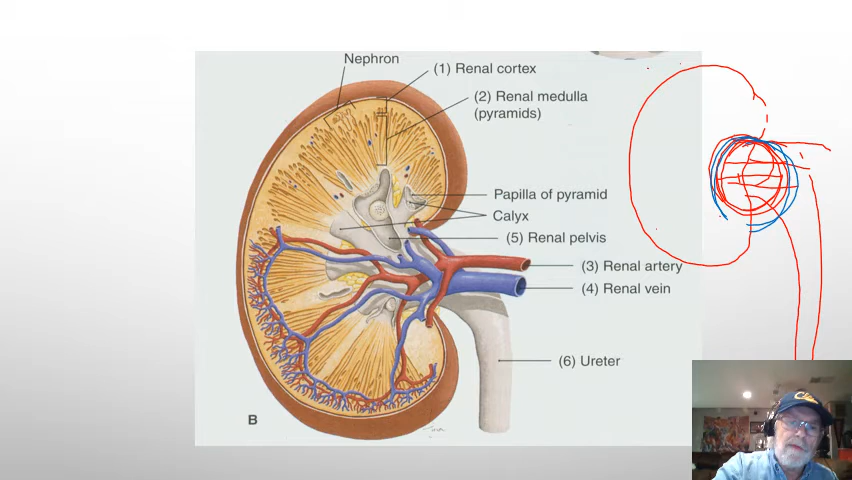 Nephron
(1) Renal cortex
(2) Renal medulla
(pyramids)
Papilla of pyramid
Calyx
(5) Renal pelvis
(3) Renal artery
(4) Renal vein
(6) Ureter
B